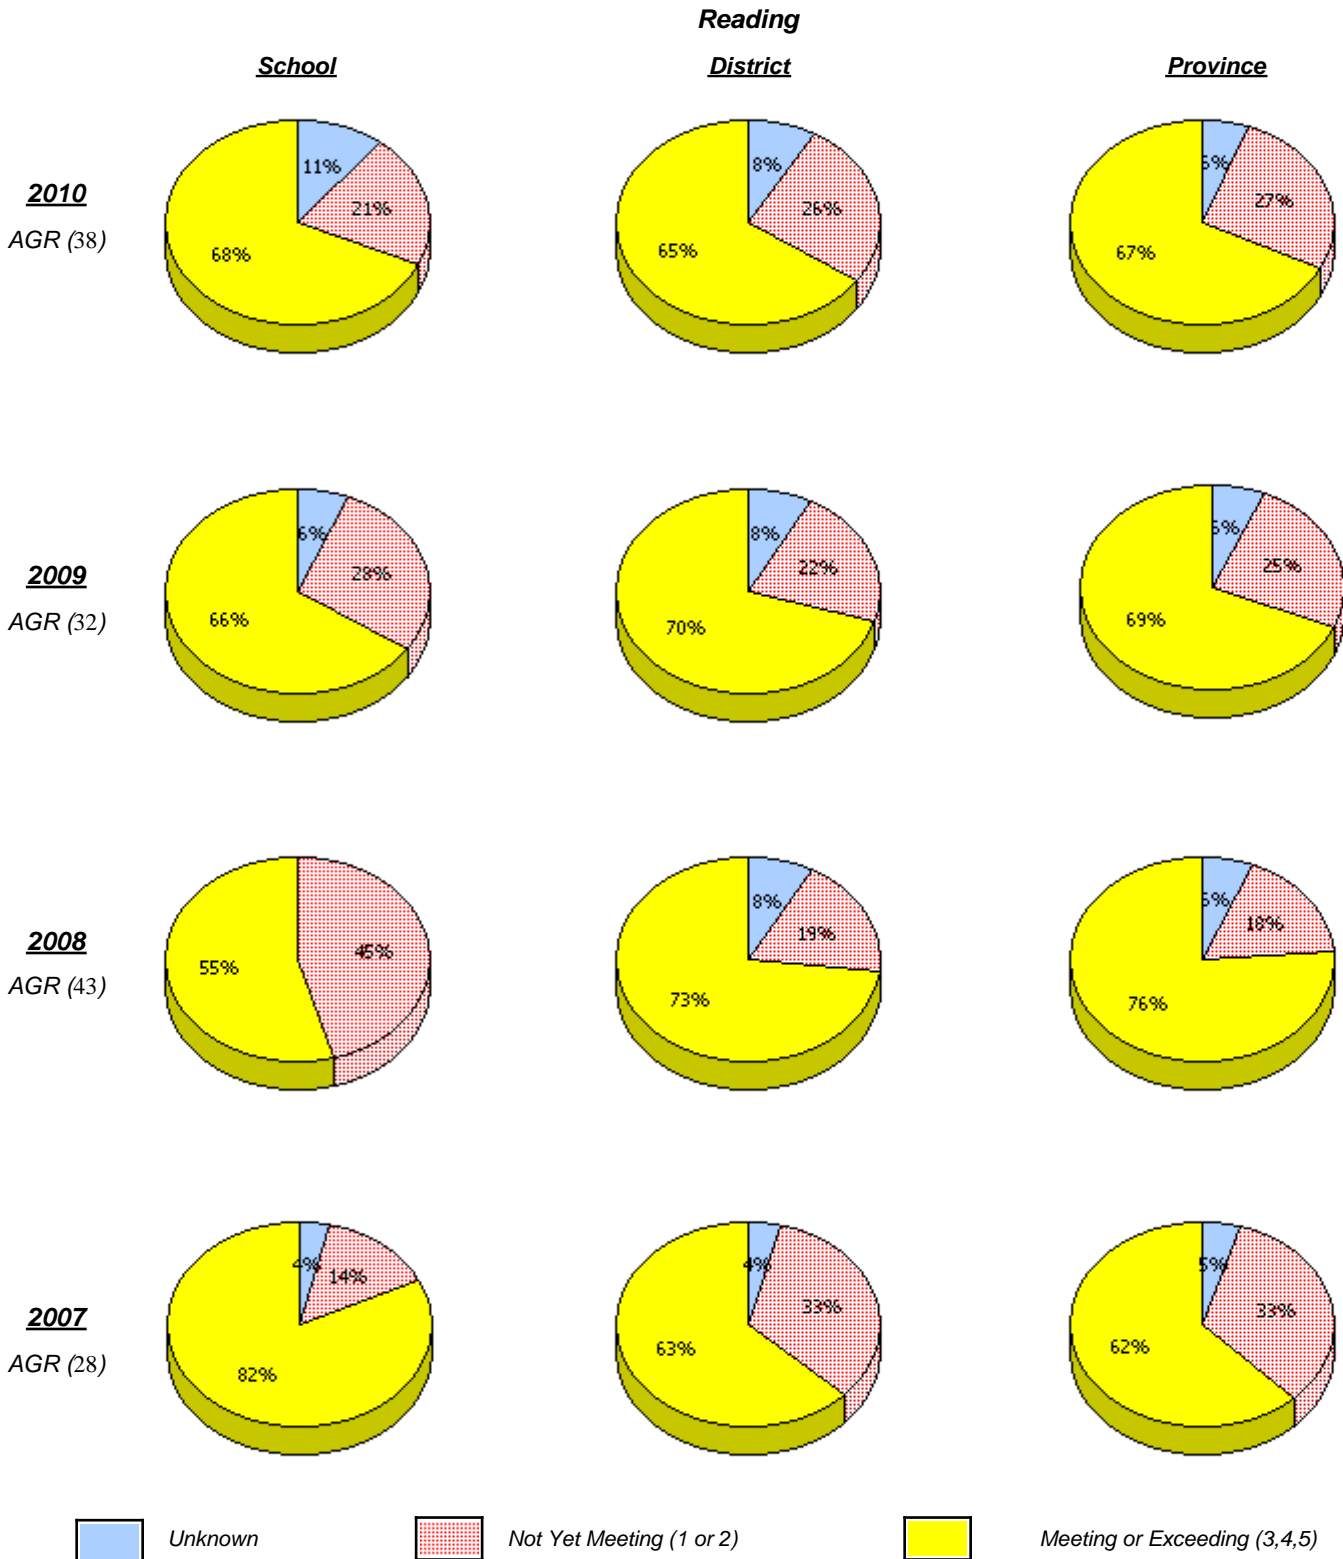 Reading
School District Province
11% 8%
21% 26% 27%
2010
AGR (38)
68% 65% 67%
6% 8%
28% 22% 25%
2009
AGR (32)
66% 70% 69%
8%
45% 19% 18%
2008
AGR (43)
55% 73% 76%
4% 4% 5%
14% 33% 33%
2007
AGR (28)
82% 63% 62%
Unknown Not Yet Meeting (1 or 2) Meeting or Exceeding (3,4,5)